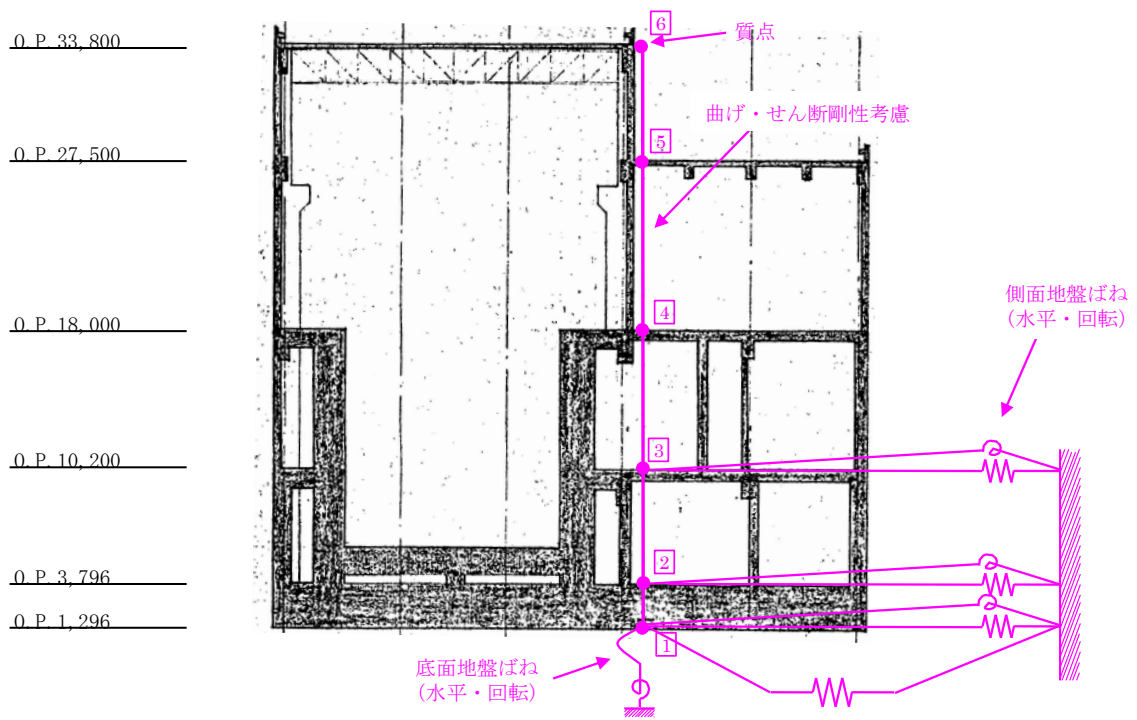 6
質点
O.P. 33,800
曲げ・せん断剛性考慮
5
O.P. 27,500
側面地盤ばね
(水平・回転)
4
O.P. 18,000
3
O.P. 10,200
2
O.P. 3,796
O.P. 1,296
1
底面地盤ばね
(水平・回転)